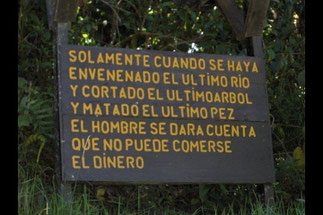 SOLAMENTE CUANDO SE HAYA
ENVENENADO EL ULTIMO RIO
Y CORTADO EL ULTIMOARBOL
Y MATADO EL ULTIMO PEZ
EL HOMBRE SE DARA CUENTA
QUE NO PUEDE COMERSE
EL DINERO